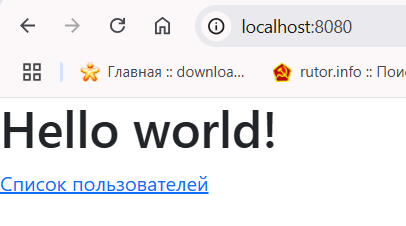 localhost:8080
Главная :: downloa...
rutor.info :: Пои
Hello world!
Список пользователей